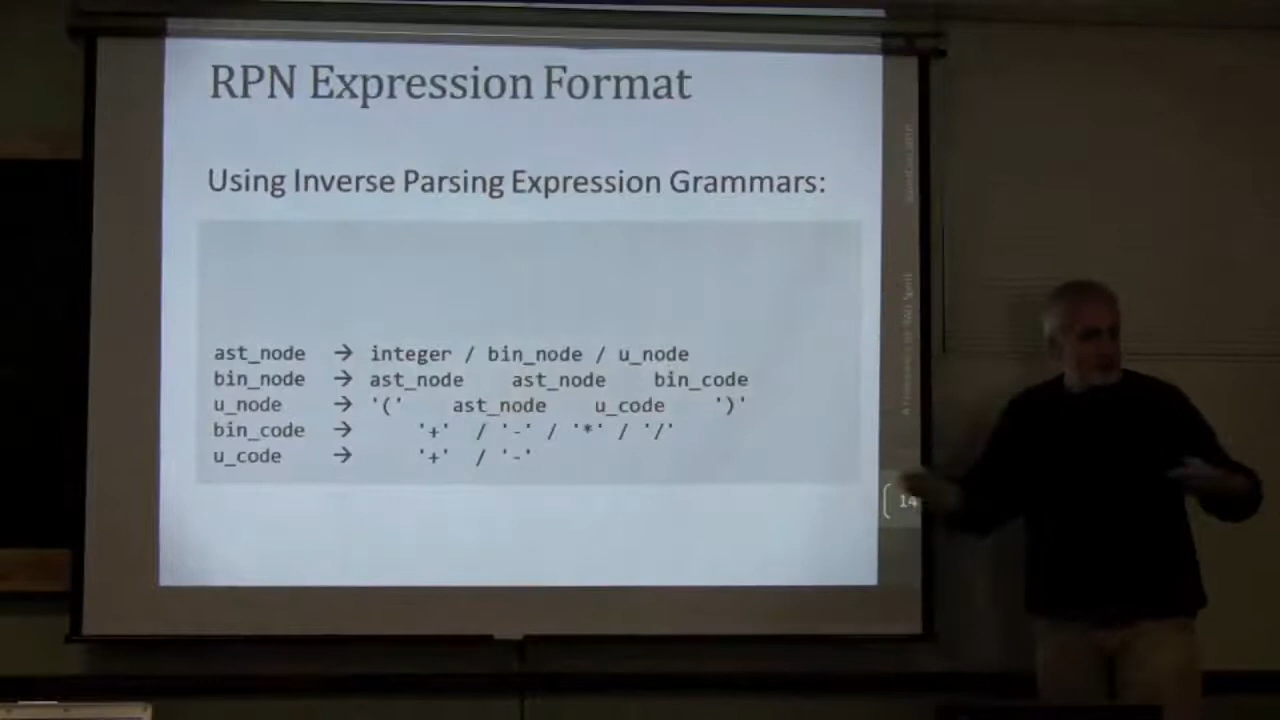 RPN Expression Format
Using Inverse Parsing Expression Grammars:
ast_node → integer / bin_node / u_node
bin_node → ast_node ast_node bin_code
u_node → '(' ast_node u_code ')'
bin_code → '+' / '-' / '*' / '/'
u_code → '+' / '-'
14